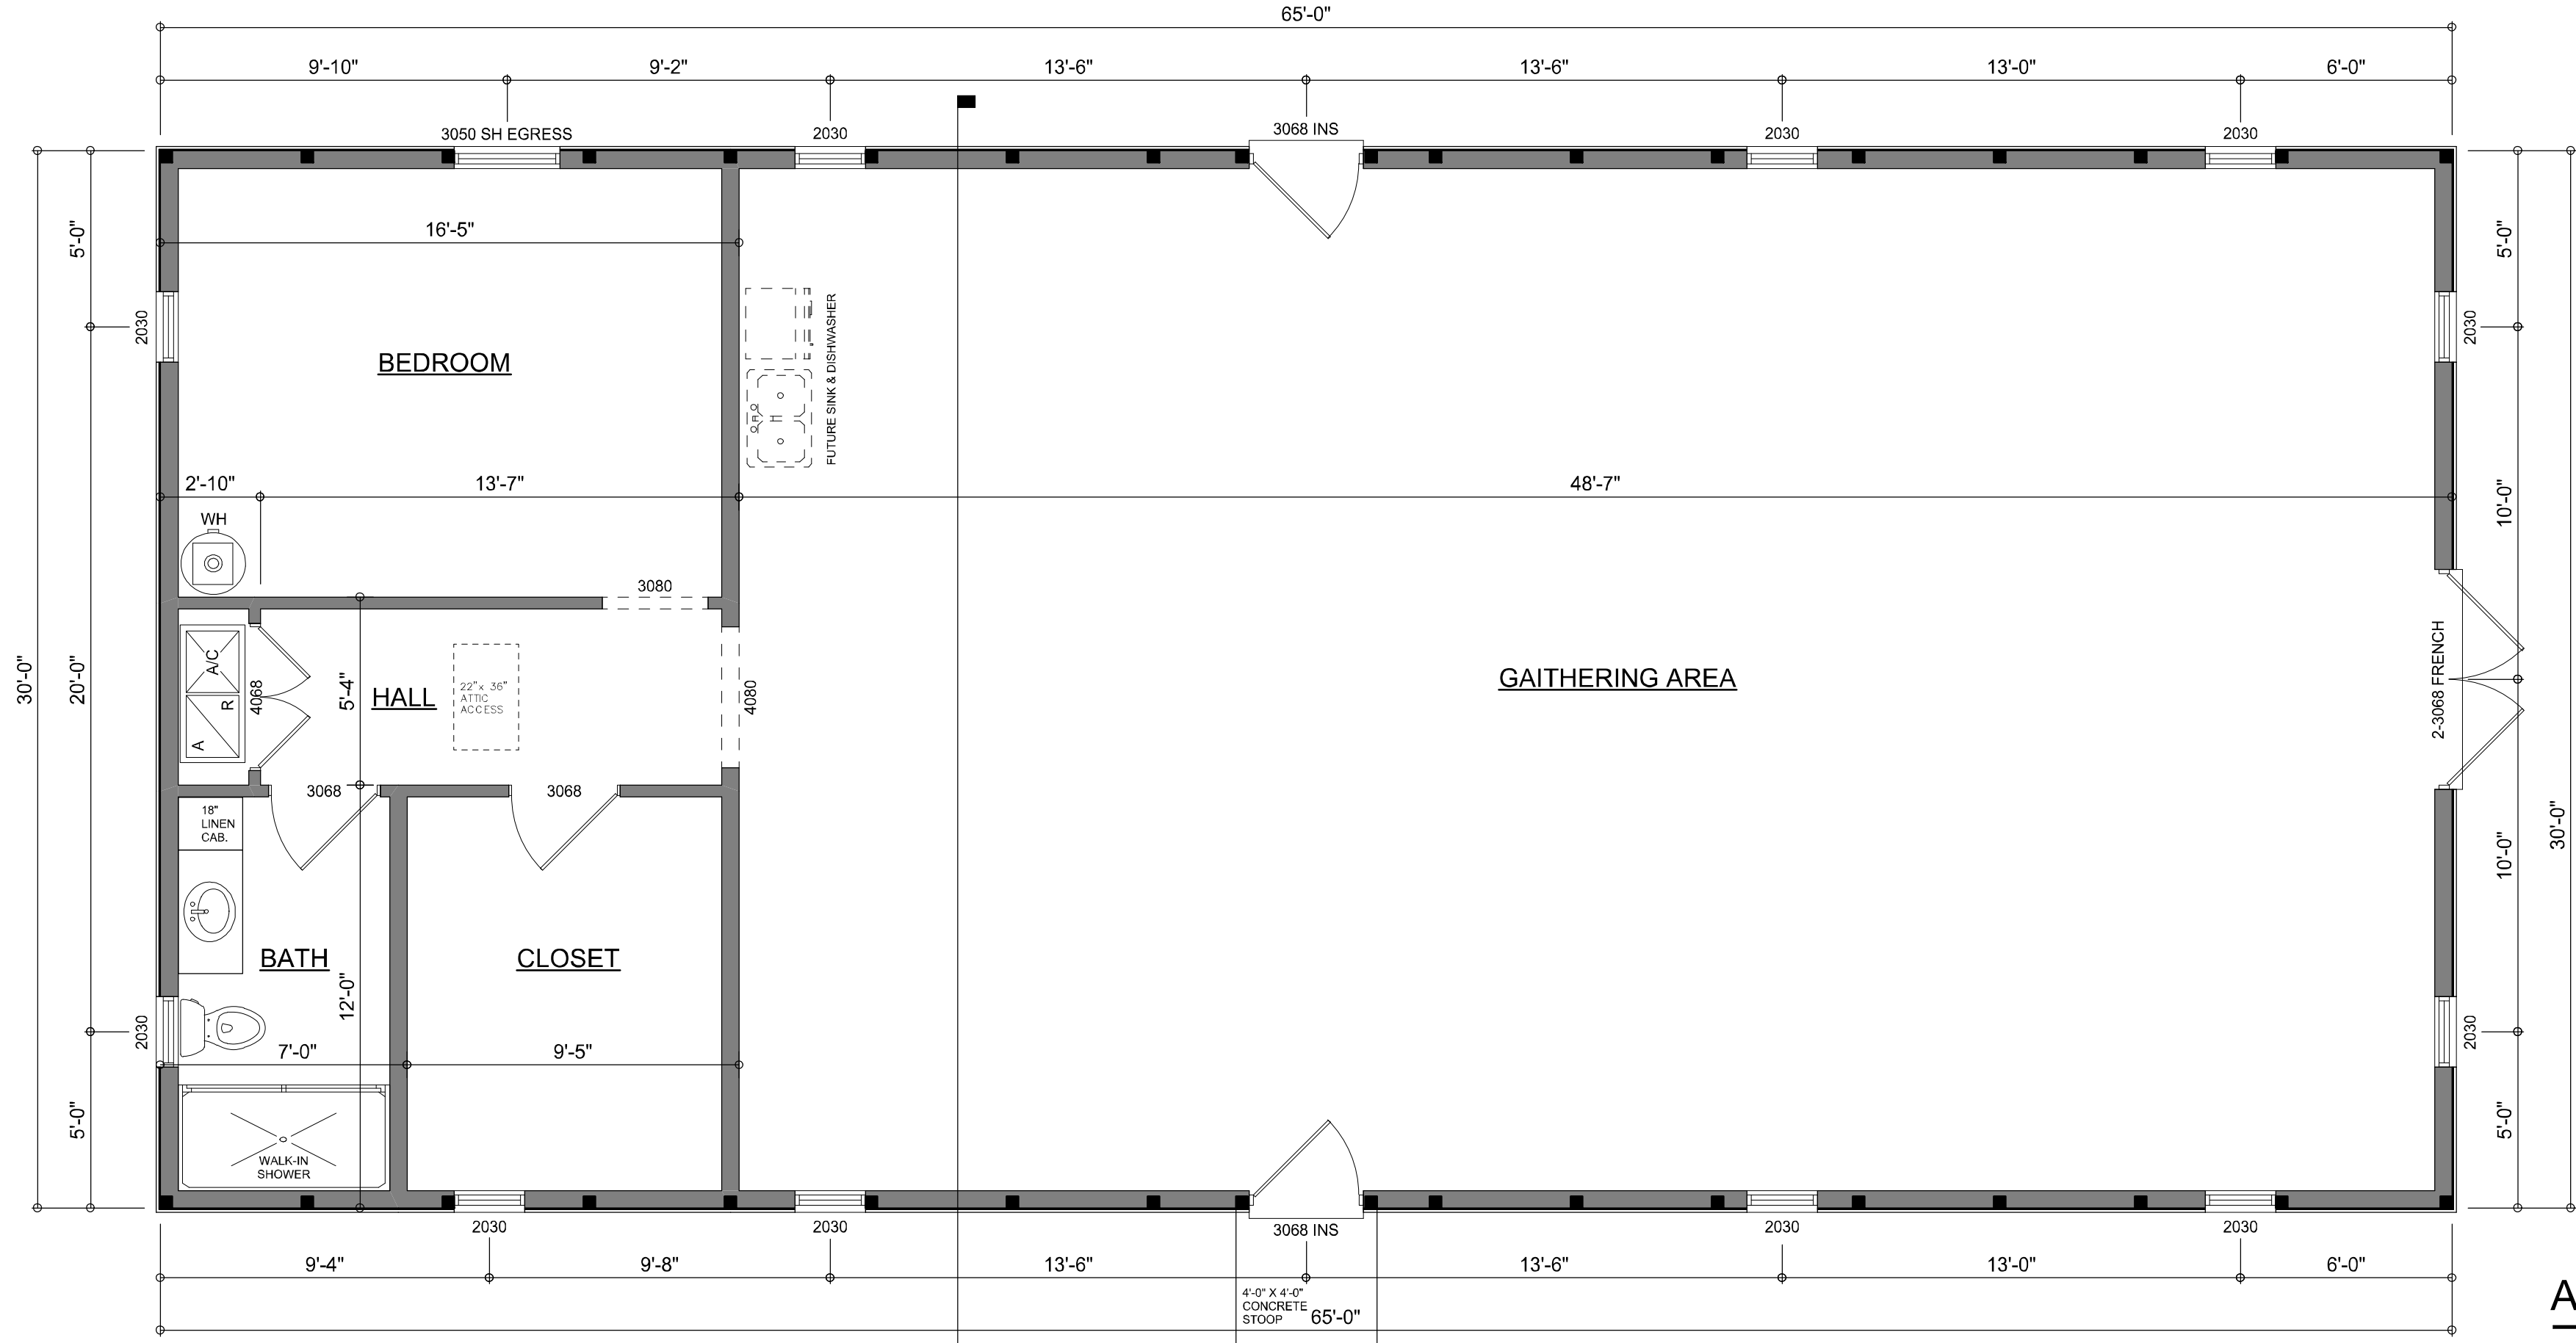 65'-0"
9'-10" 9'-2" 13'-6" 13'-6" 13'-0" 6'-0"
3050 SH EGRESS 2030 3068 INS 2030 2030
16'-5"
5'-0"
5'-0"
2030
2030
BEDROOM
FUTURE SINK & DISHWASHER
2'-10" 13'-7" 48'-7"
10'-0"
WH
3080
30'-0"
20'-0"
A/C
R
A
4068
5'-4"
HALL
22"x 36"
ATTIC
ACCESS
4080
GAITHERING AREA
2-3068 FRENCH
3068 3068
18"
LINEN
CAB.
10'-0"
30'-0"
BATH CLOSET
12'-0"
2030
2030
7'-0" 9'-5"
5'-0"
5'-0"
WALK-IN
SHOWER
2030 2030 3068 INS 2030 2030
9'-4" 9'-8" 13'-6" 13'-6" 13'-0" 6'-0"
4'-0" X 4'-0"
CONCRETE
STOOP
65'-0"
A